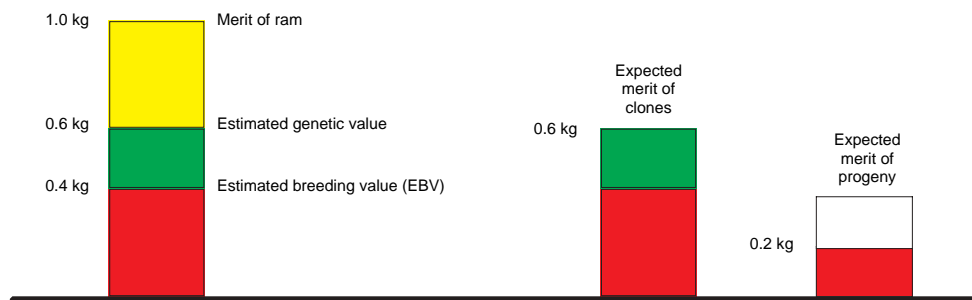 1.0 kg Merit of ram
0.6 kg Estimated genetic value
0.4 kg Estimated breeding value (EBV)
Expected
merit of
clones
0.6 kg
Expected
merit of
progeny
0.2 kg